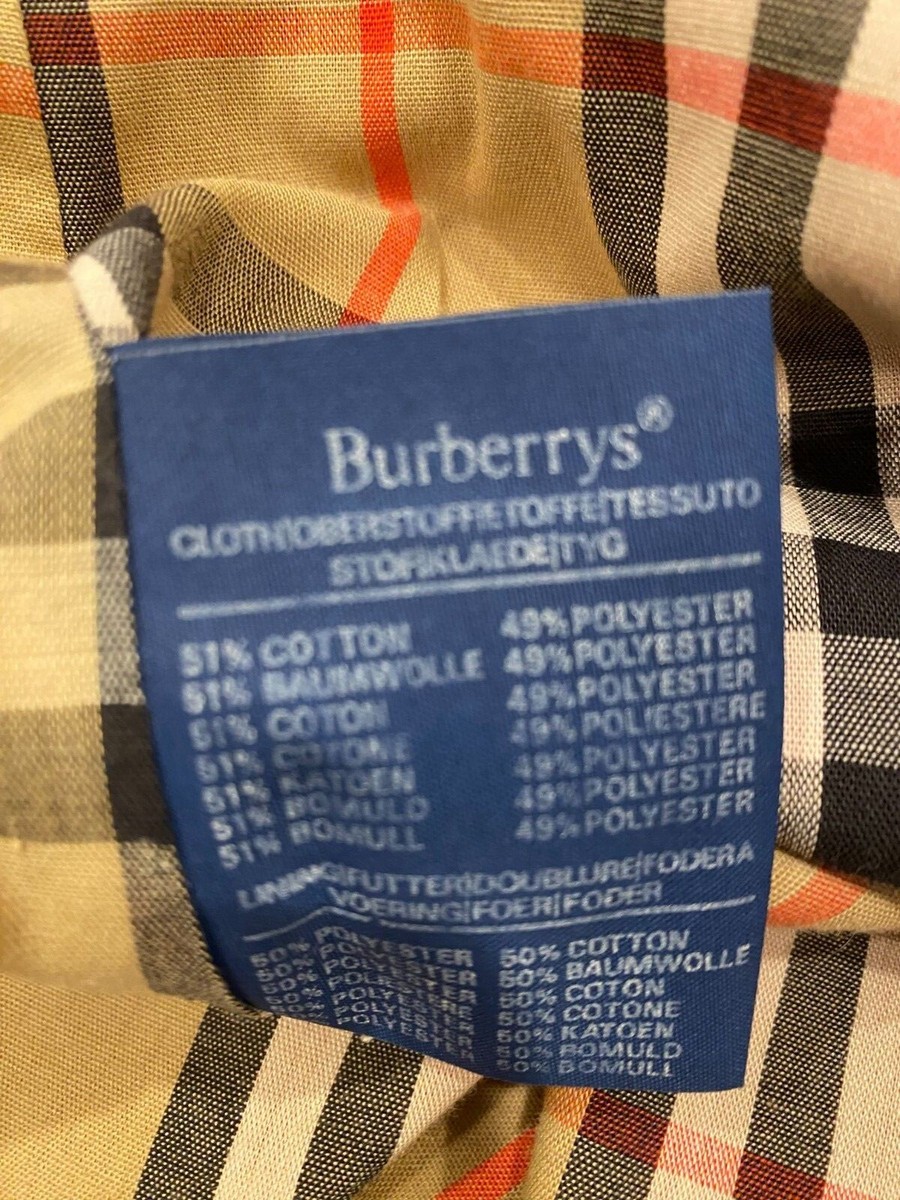 Burberrys®
CLOTH|OBERSTOFF|ETOFFE|TESSUTO
STOF|KLAEDE|TYG
51% COTTON 49% POLYESTER
51% BAUMWOLLE 49% POLYESTER
51% COTON 49% POLYESTER
51% COTONE 49% POLIESTERE
51% KATOEN 49% POLYESTER
51% BOMULD 49% POLYESTER
51% BOMULL 49% POLYESTER
LINING|FUTTER|DOUBLURE|FODERA
VOERING|FOER|FODER
50% POLYESTER 50% COTTON
50% POLYESTER 50% BAUMWOLLE
50% POLYESTER 50% COTON
50% POLIESTERE 50% COTONE
50% POLYESTER 50% KATOEN
POLYESTER 50% BOMULD
POLYESTER 50% BOMULL